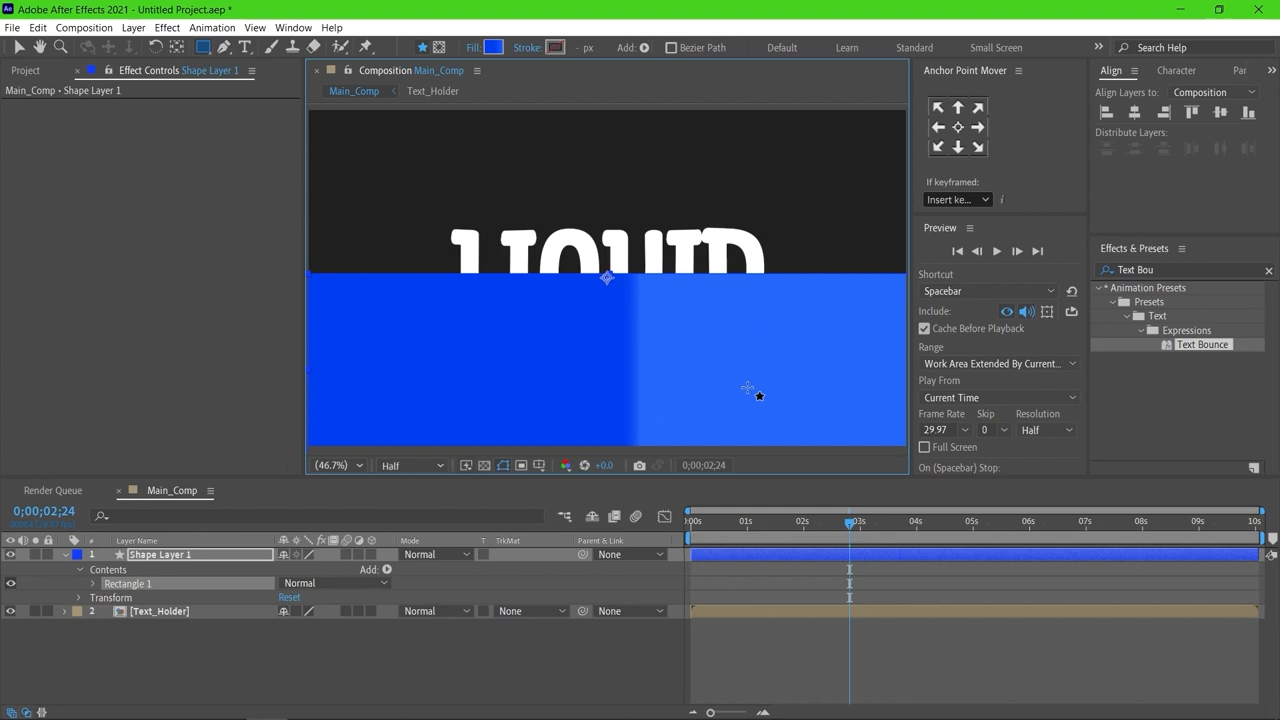 Adobe After Effects 2021 - Untitled Project.aep *
File Edit Composition Layer Effect Animation View Window Help
Fill: Stroke: - px Add: Bezier Path Default Learn Standard Small Screen Search Help
Project Effect Controls Shape Layer 1
Main_Comp • Shape Layer 1
Composition Main_Comp
Main_Comp Text_Holder
LIQUID
(46.7%) Half +0.0 0;00;02;24
Anchor Point Mover
If keyframed:
Insert ke...
Preview
Shortcut
Spacebar
Include:
Cache Before Playback
Range
Work Area Extended By Current...
Play From
Current Time
Frame Rate Skip Resolution
29.97 0 Half
Full Screen
On (Spacebar) Stop:
Align Character Par
Align Layers to: Composition
Distribute Layers:
Effects & Presets
Text Bou
* Animation Presets
Presets
Text
Expressions
Text Bounce
Render Queue Main_Comp
0;00;02;24
00084 (29.97 fps)
# Layer Name Mode T TrkMat Parent & Link
1 Shape Layer 1 Normal None
Contents Add:
Rectangle 1 Normal
Transform Reset
2 [Text_Holder] Normal None None
):00s 01s 02s 03s 04s 05s 06s 07s 08s 09s 10s